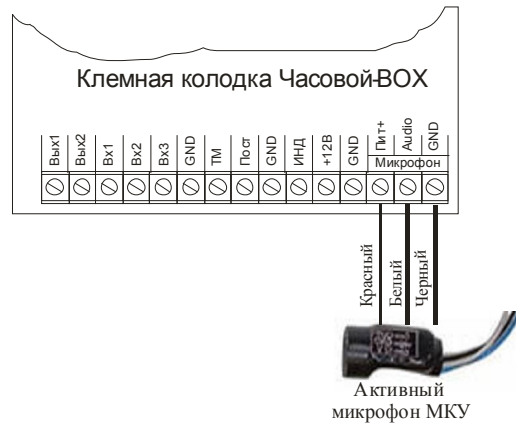 Клемная колодка Часовой-BOX
Вых1
Вых2
Вх1
Вх2
Вх3
GND
ТМ
Пост
GND
ИНД
+12В
GND
Пит+
Audio
GND
Микрофон
Красный
Белый
Черный
Активный
микрофон МКУ